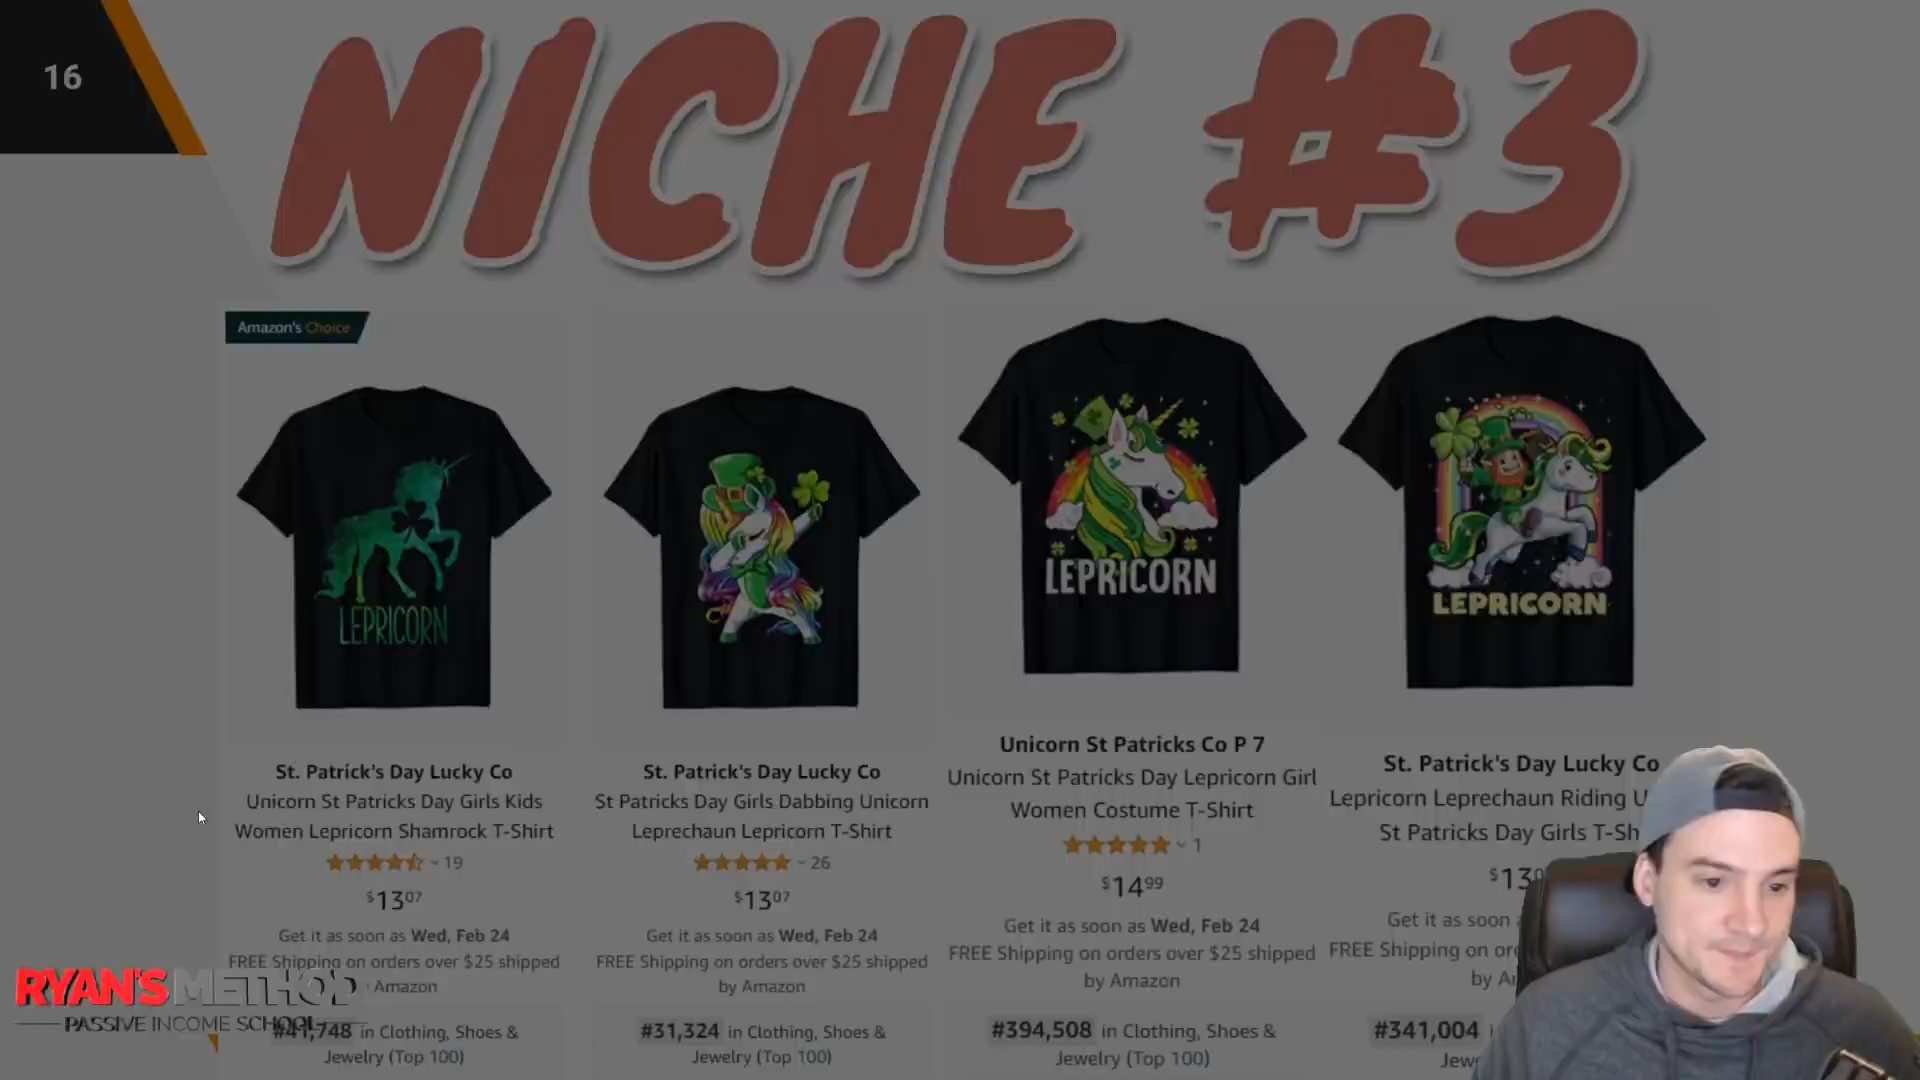 16
NICHE #3
Amazon's Choice
LEPRICORN
LEPRICORN
LEPRICORN
St. Patrick's Day Lucky Co
Unicorn St Patricks Day Girls Kids
Women Lepricorn Shamrock T-Shirt
19
$13.07
Get it as soon as Wed, Feb 24
FREE Shipping on orders over $25 shipped
Amazon
#41,748 in Clothing, Shoes &
Jewelry (Top 100)
St. Patrick's Day Lucky Co
St Patricks Day Girls Dabbing Unicorn
Leprechaun Lepricorn T-Shirt
26
$13.07
Get it as soon as Wed, Feb 24
FREE Shipping on orders over $25 shipped
by Amazon
#31,324 in Clothing, Shoes &
Jewelry (Top 100)
Unicorn St Patricks Co P 7
Unicorn St Patricks Day Lepricorn Girl
Women Costume T-Shirt
1
$14.99
Get it as soon as Wed, Feb 24
FREE Shipping on orders over $25 shipped
by Amazon
#394,508 in Clothing, Shoes &
Jewelry (Top 100)
St. Patrick's Day Lucky Co
Lepricorn Leprechaun Riding
St Patricks Day Girls
Get it as soon
FREE Shipping on
by
#341,004
RYAN'S METHOD
PASSIVE INCOME SCHOOL